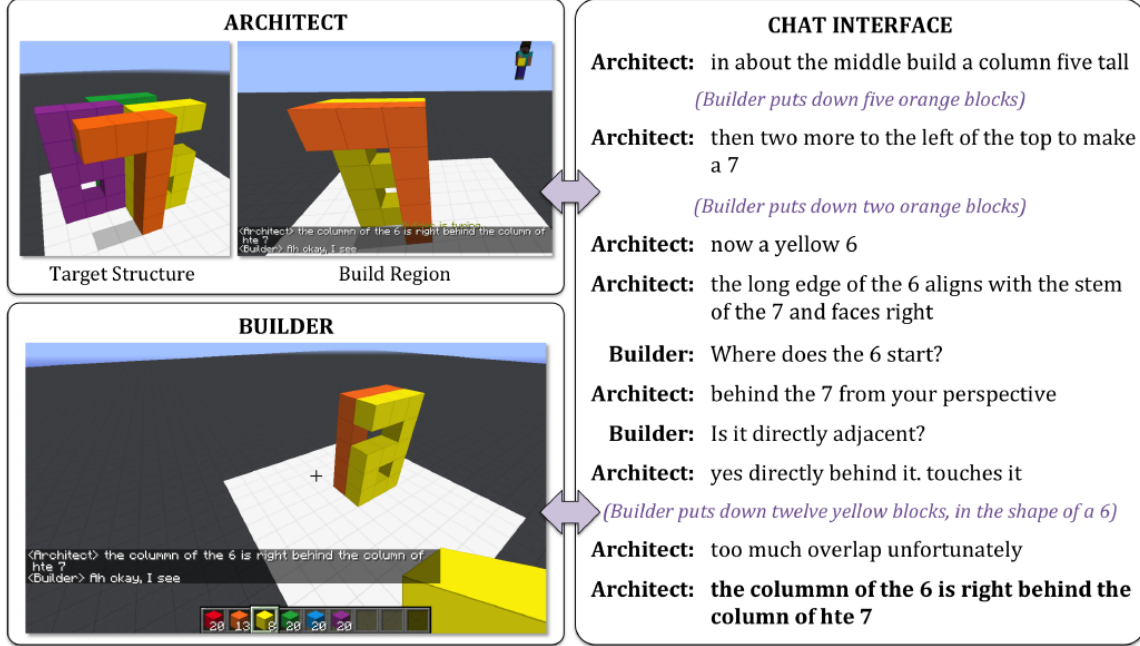 ARCHITECT
<Architect> the columnn of the 6 is right behind the column of
hte 7
<Builder> Ah okay, I see
Target Structure
Build Region
BUILDER
<Architect> the colummn of the 6 is right behind the column of
hte 7
<Builder> Ah okay, I see
20 13 8 20 20 20
CHAT INTERFACE
Architect: in about the middle build a column five tall
(Builder puts down five orange blocks)
Architect: then two more to the left of the top to make
a 7
(Builder puts down two orange blocks)
Architect: now a yellow 6
Architect: the long edge of the 6 aligns with the stem
of the 7 and faces right
Builder: Where does the 6 start?
Architect: behind the 7 from your perspective
Builder: Is it directly adjacent?
Architect: yes directly behind it. touches it
(Builder puts down twelve yellow blocks, in the shape of a 6)
Architect: too much overlap unfortunately
Architect: the colummn of the 6 is right behind the
column of hte 7